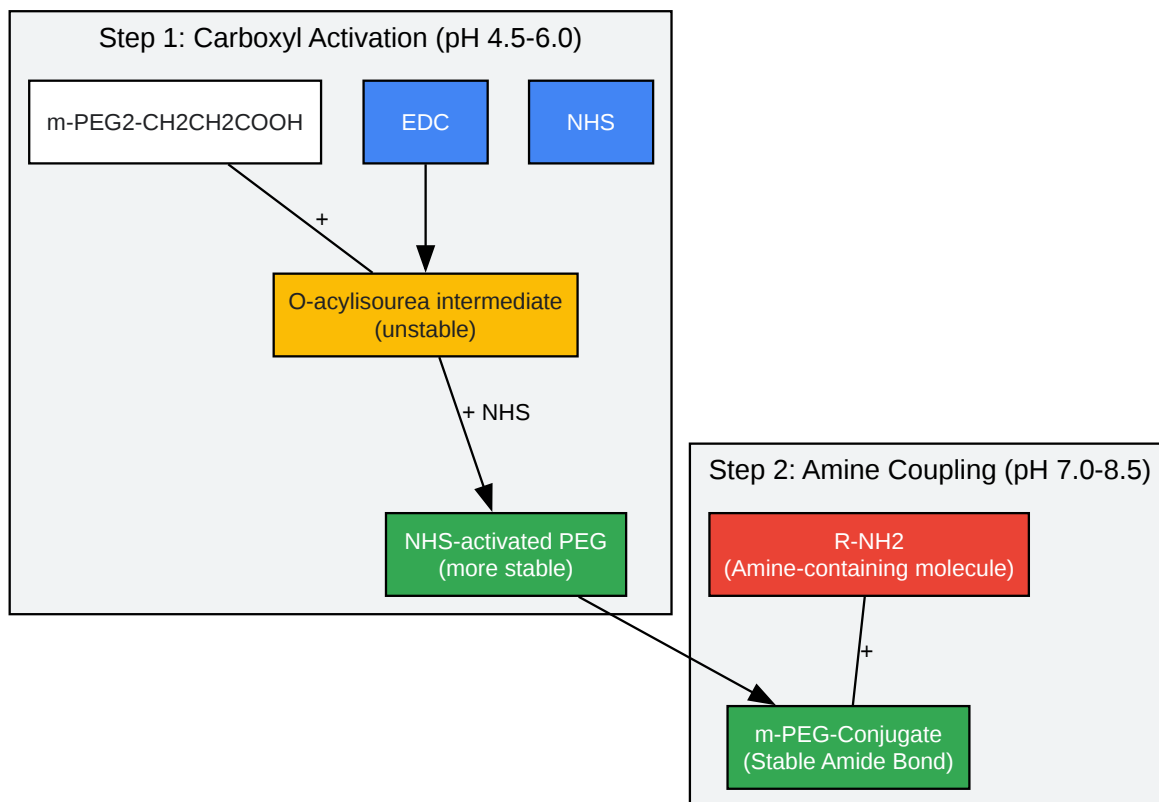 Step 1: Carboxyl Activation (pH 4.5-6.0)
m-PEG2-CH2CH2COOH
EDC
NHS
+
O-acylisourea intermediate
(unstable)
+ NHS
NHS-activated PEG
(more stable)
Step 2: Amine Coupling (pH 7.0-8.5)
R-NH2
(Amine-containing molecule)
+
m-PEG-Conjugate
(Stable Amide Bond)